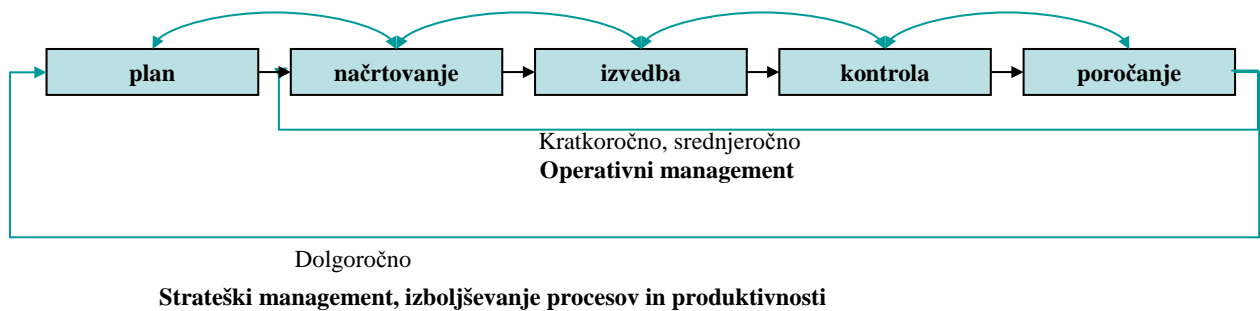 plan načrtovanje izvedba kontrola poročanje
Kratkoročno, srednjeročno
Operativni management
Dolgoročno
Strateški management, izboljševanje procesov in produktivnosti